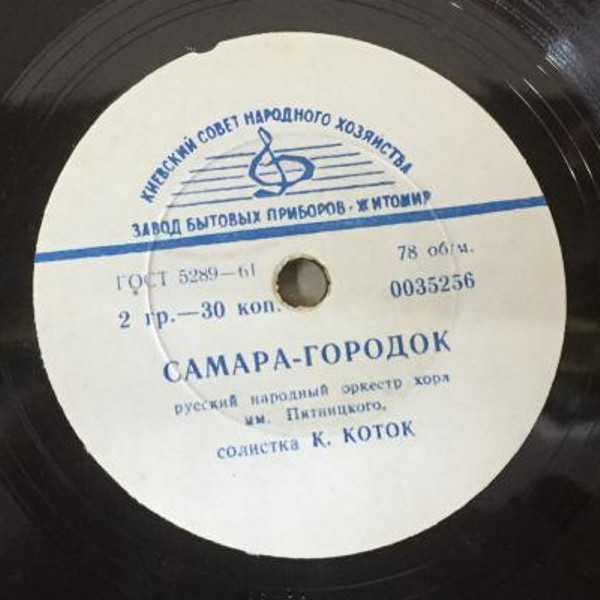 КИЕВСКИЙ СОВЕТ НАРОДНОГО ХОЗЯЙСТВА
ЗАВОД БЫТОВЫХ ПРИБОРОВ · ЖИТОМИР
ГОСТ 5289—61
78 об/м.
2 гр.—30 коп.
0035256
САМАРА-ГОРОДОК
русский народный оркестр хора
им. Пятницкого,
солистка К. КОТОК